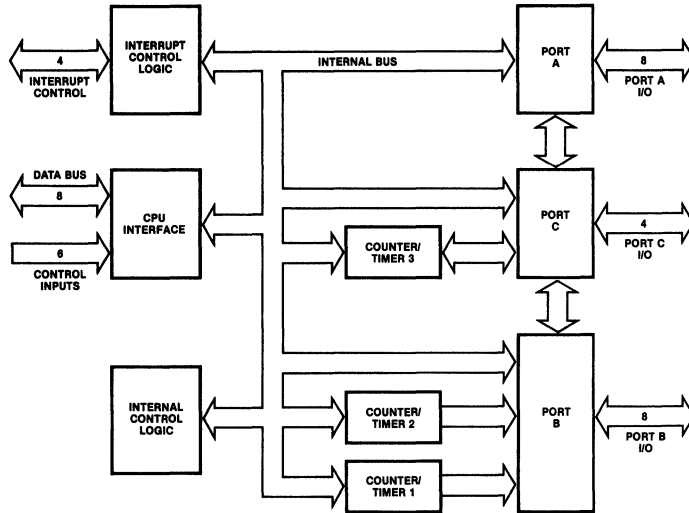 4
INTERRUPT
CONTROL
INTERRUPT
CONTROL
LOGIC
INTERNAL BUS
PORT
A
8
PORT A
I/O
DATA BUS
8
6
CONTROL
INPUTS
CPU
INTERFACE
COUNTER/
TIMER 3
PORT
C
4
PORT C
I/O
INTERNAL
CONTROL
LOGIC
COUNTER/
TIMER 2
COUNTER/
TIMER 1
PORT
B
8
PORT B
I/O